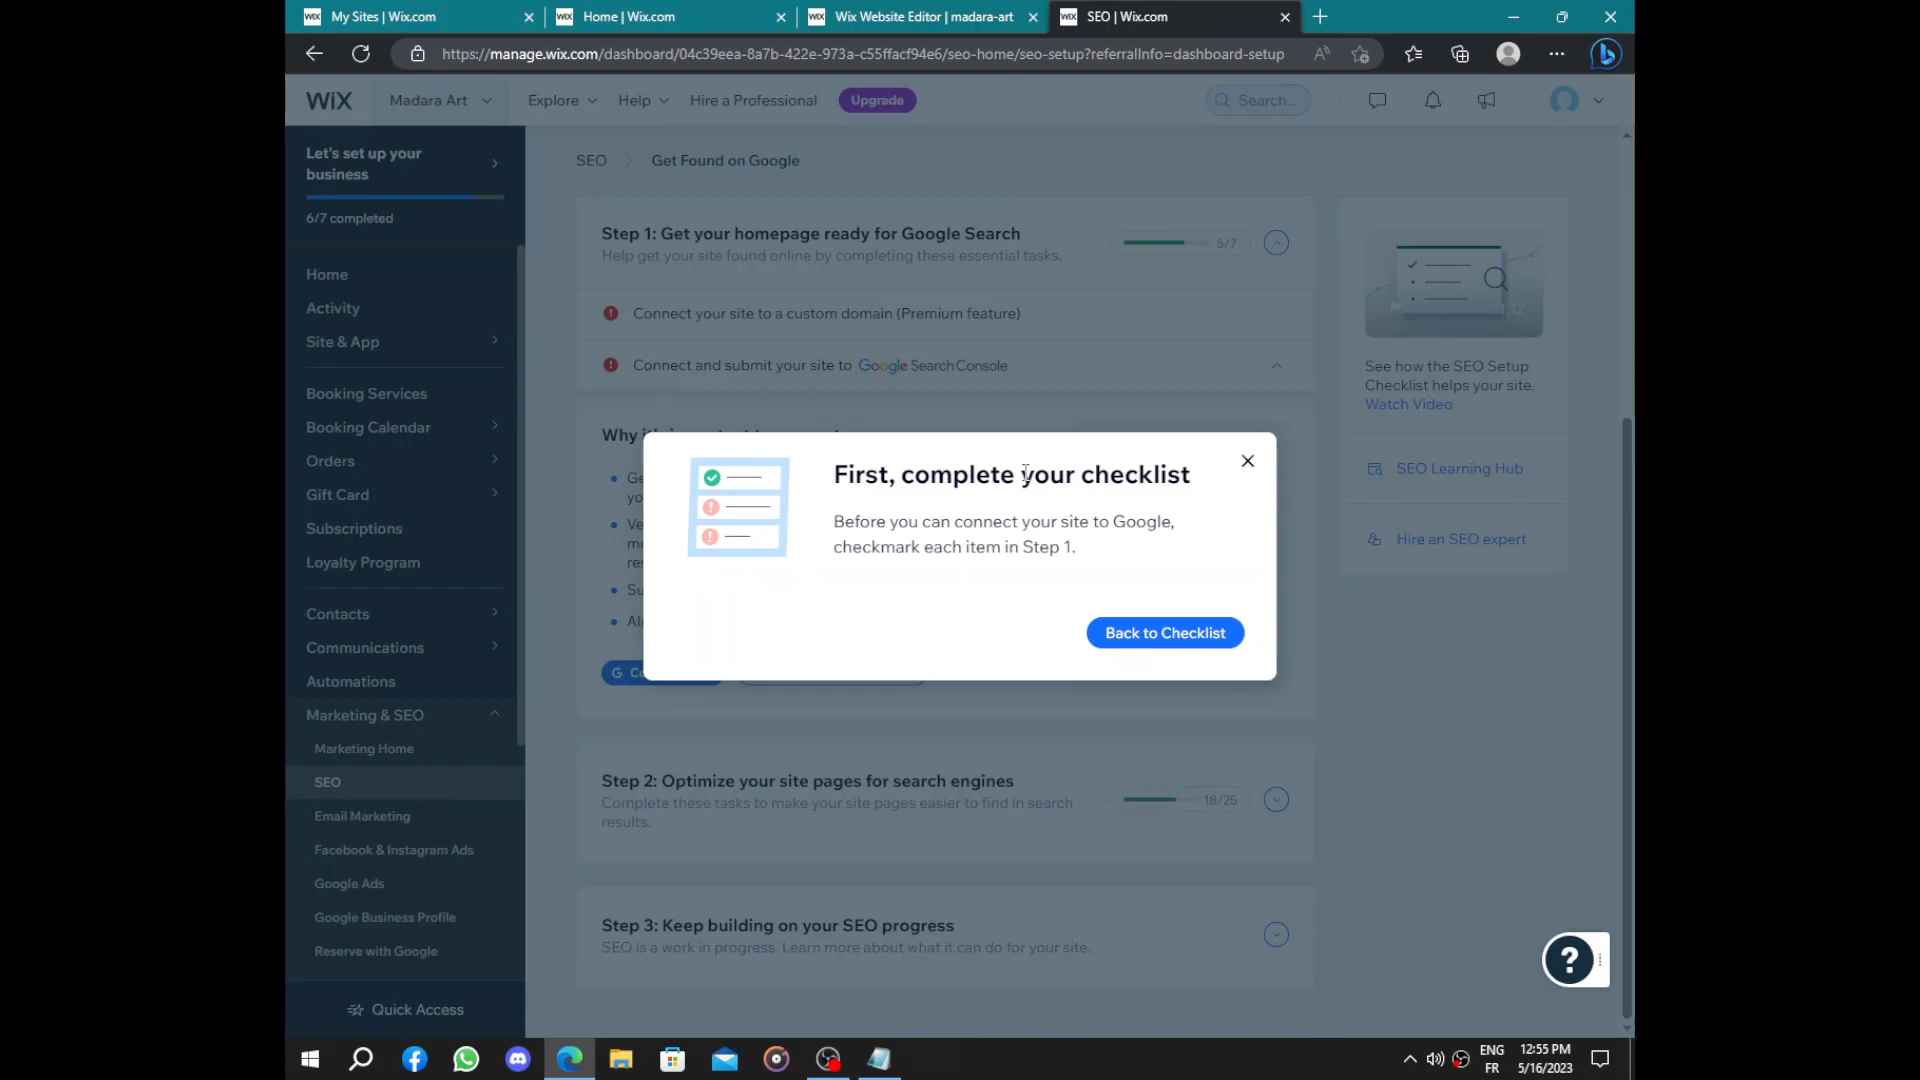 My Sites | Wix.com
Home | Wix.com
Wix Website Editor | madara-art
SEO | Wix.com
https://manage.wix.com/dashboard/04c39eea-8a7b-422e-973a-c55ffacf94e6/seo-home/seo-setup?referralInfo=dashboard-setup
WiX
Madara Art
Explore
Help
Hire a Professional
Upgrade
Search...
Let's set up your
business
6/7 completed
Home
Activity
Site & App
Booking Services
Booking Calendar
Orders
Gift Card
Subscriptions
Loyalty Program
Contacts
Communications
Automations
Marketing & SEO
Marketing Home
SEO
Email Marketing
Facebook & Instagram Ads
Google Ads
Google Business Profile
Reserve with Google
Quick Access
SEO > Get Found on Google
Step 1: Get your homepage ready for Google Search
Help get your site found online by completing these essential tasks.
5/7
Connect your site to a custom domain (Premium feature)
Connect and submit your site to Google Search Console
Why
First, complete your checklist
Before you can connect your site to Google,
checkmark each item in Step 1.
Back to Checklist
Step 2: Optimize your site pages for search engines
Complete these tasks to make your site pages easier to find in search
results.
18/25
Step 3: Keep building on your SEO progress
SEO is a work in progress. Learn more about what it can do for your site.
1:12
See how the SEO Setup
Checklist helps your site.
Watch Video
SEO Learning Hub
Hire an SEO expert
?
ENG
FR
12:55 PM
5/16/2023